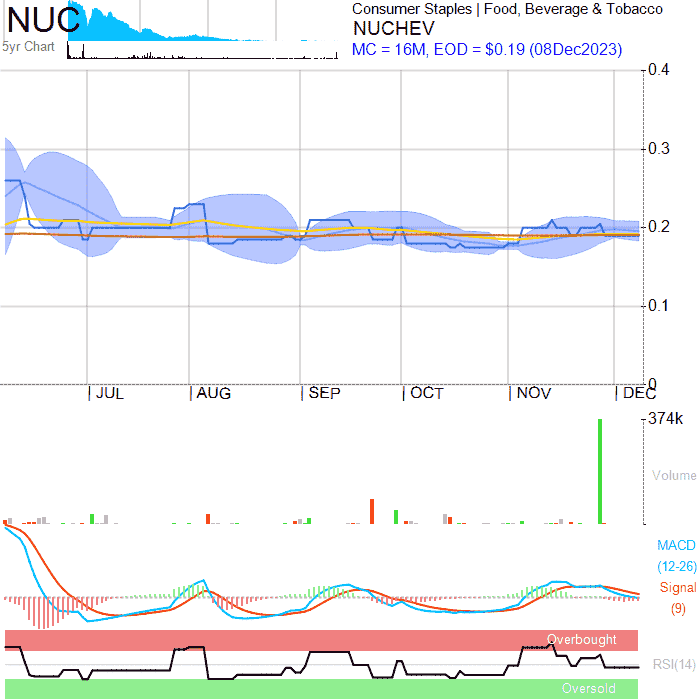 NUC
5yr Chart
Consumer Staples | Food, Beverage & Tobacco
NUCHEV
MC = 16M, EOD = $0.19 (08Dec2023)
0.4
0.3
0.2
0.1
0
JUL AUG SEP OCT NOV DEC
374k
Volume
MACD
(12-26)
Signal
(9)
Overbought
RSI(14)
Oversold